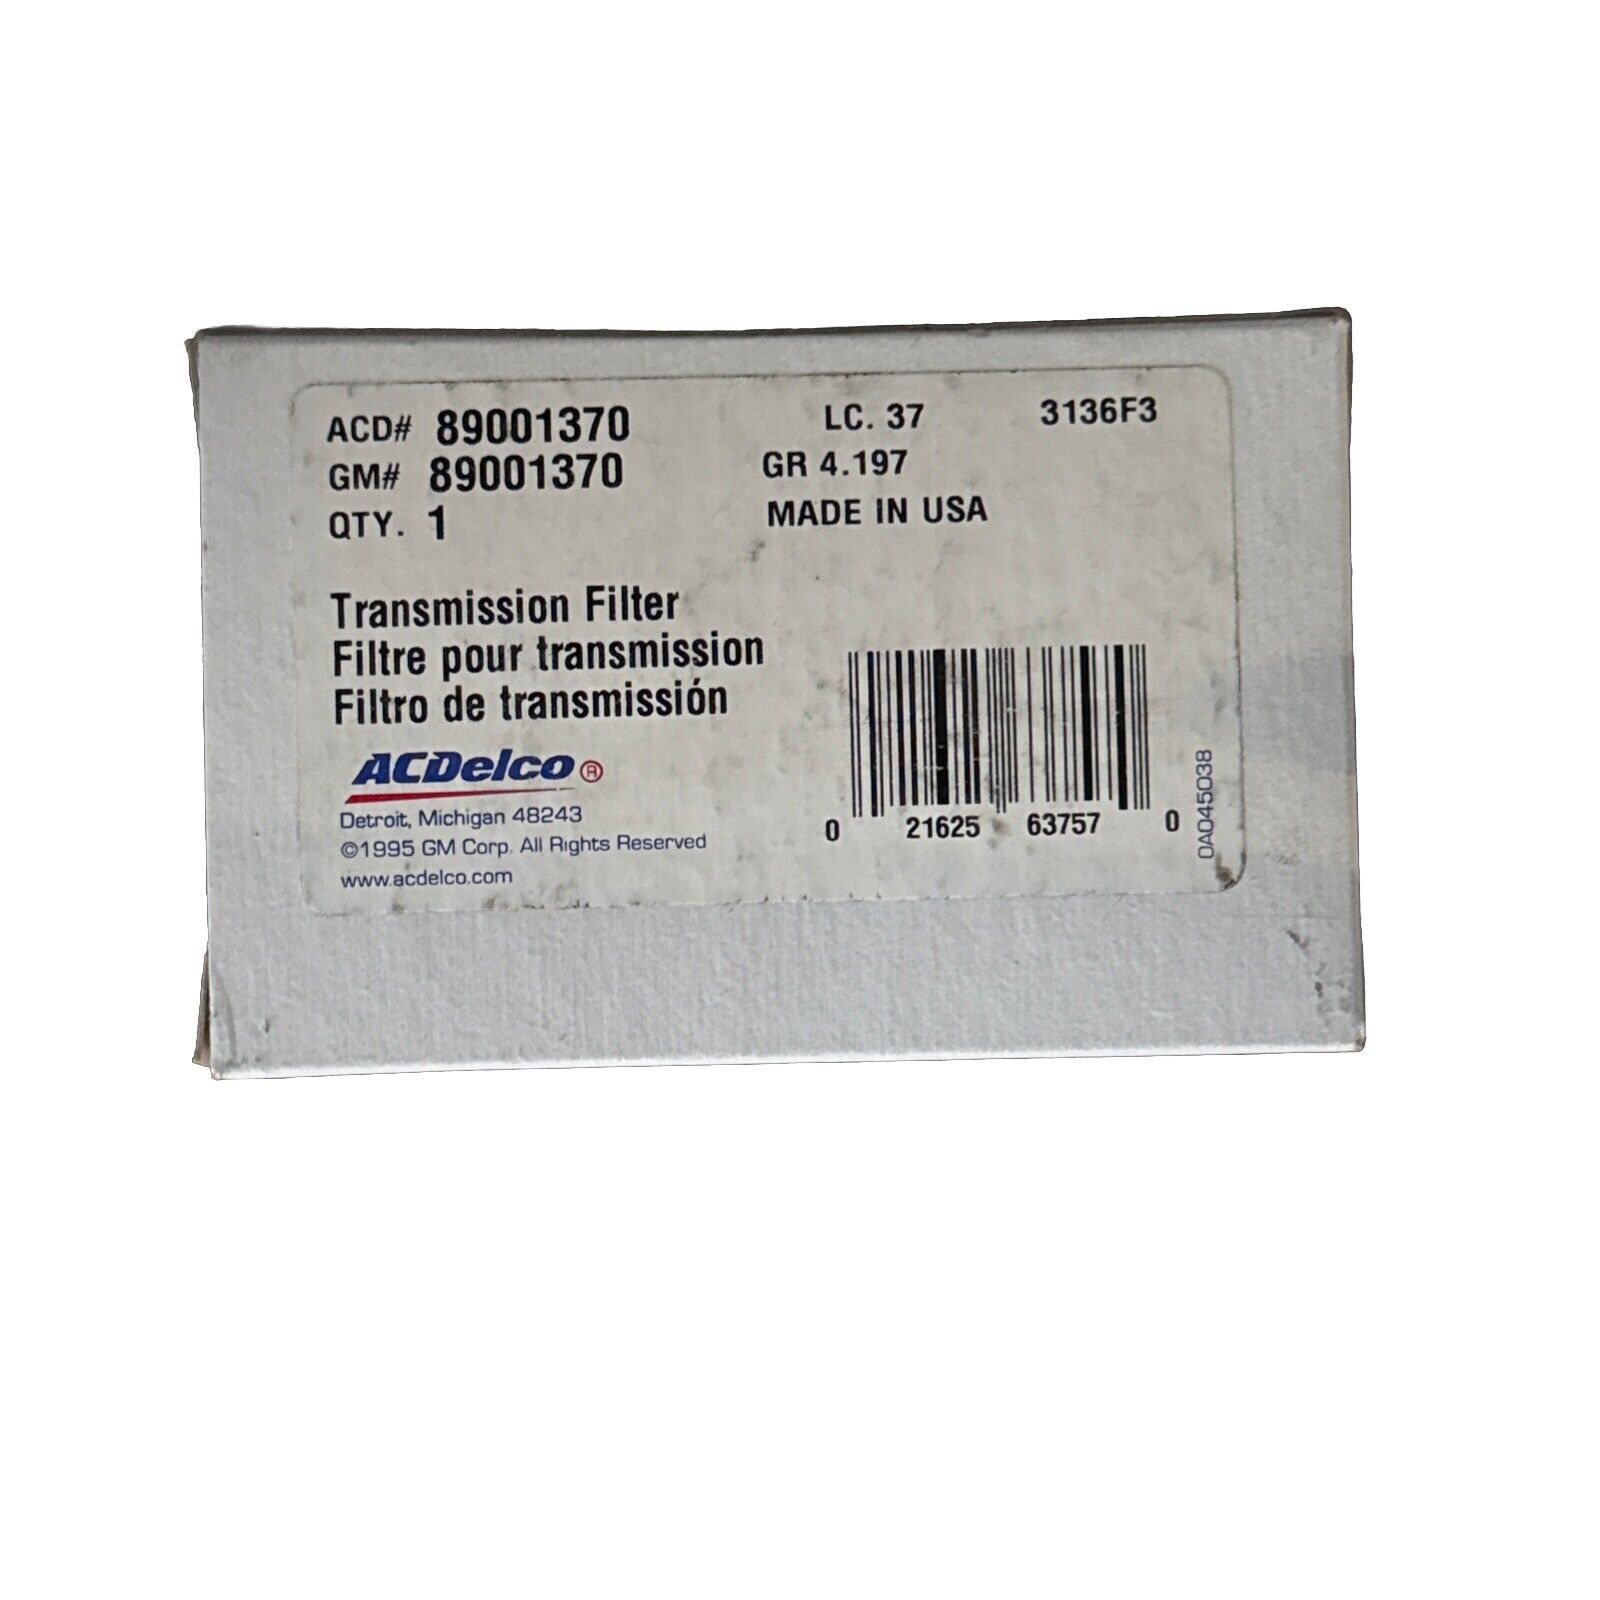 ACD# 89001370 LC. 37 3136F3
GM# 89001370 GR 4.197
QTY. 1 MADE IN USA
Transmission Filter
Filtre pour transmission
Filtro de transmissión
ACDelco®
Detroit, Michigan 48243
©1995 GM Corp. All Rights Reserved
www.acdelco.com
0 21625 63757 0
0A045038